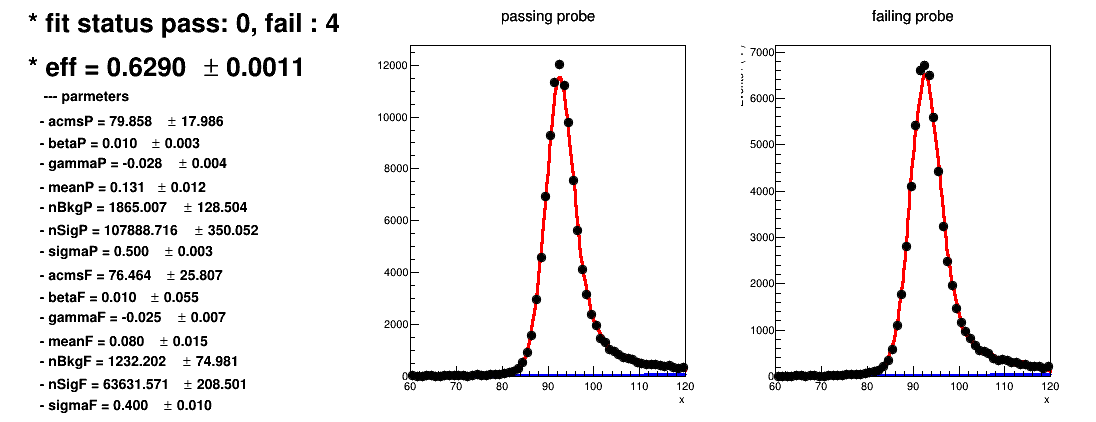 * fit status pass: 0, fail : 4
* eff = 0.6290 ± 0.0011
--- parmeters
- acmsP = 79.858 ± 17.986
- betaP = 0.010 ± 0.003
- gammaP = -0.028 ± 0.004
- meanP = 0.131 ± 0.012
- nBkgP = 1865.007 ± 128.504
- nSigP = 107888.716 ± 350.052
- sigmaP = 0.500 ± 0.003
- acmsF = 76.464 ± 25.807
- betaF = 0.010 ± 0.055
- gammaF = -0.025 ± 0.007
- meanF = 0.080 ± 0.015
- nBkgF = 1232.202 ± 74.981
- nSigF = 63631.571 ± 208.501
- sigmaF = 0.400 ± 0.010
passing probe
12000
10000
8000
6000
4000
2000
0
60 70 80 90 100 110 120
x
failing probe
7000
6000
5000
4000
3000
2000
1000
0
60 70 80 90 100 110 120
x